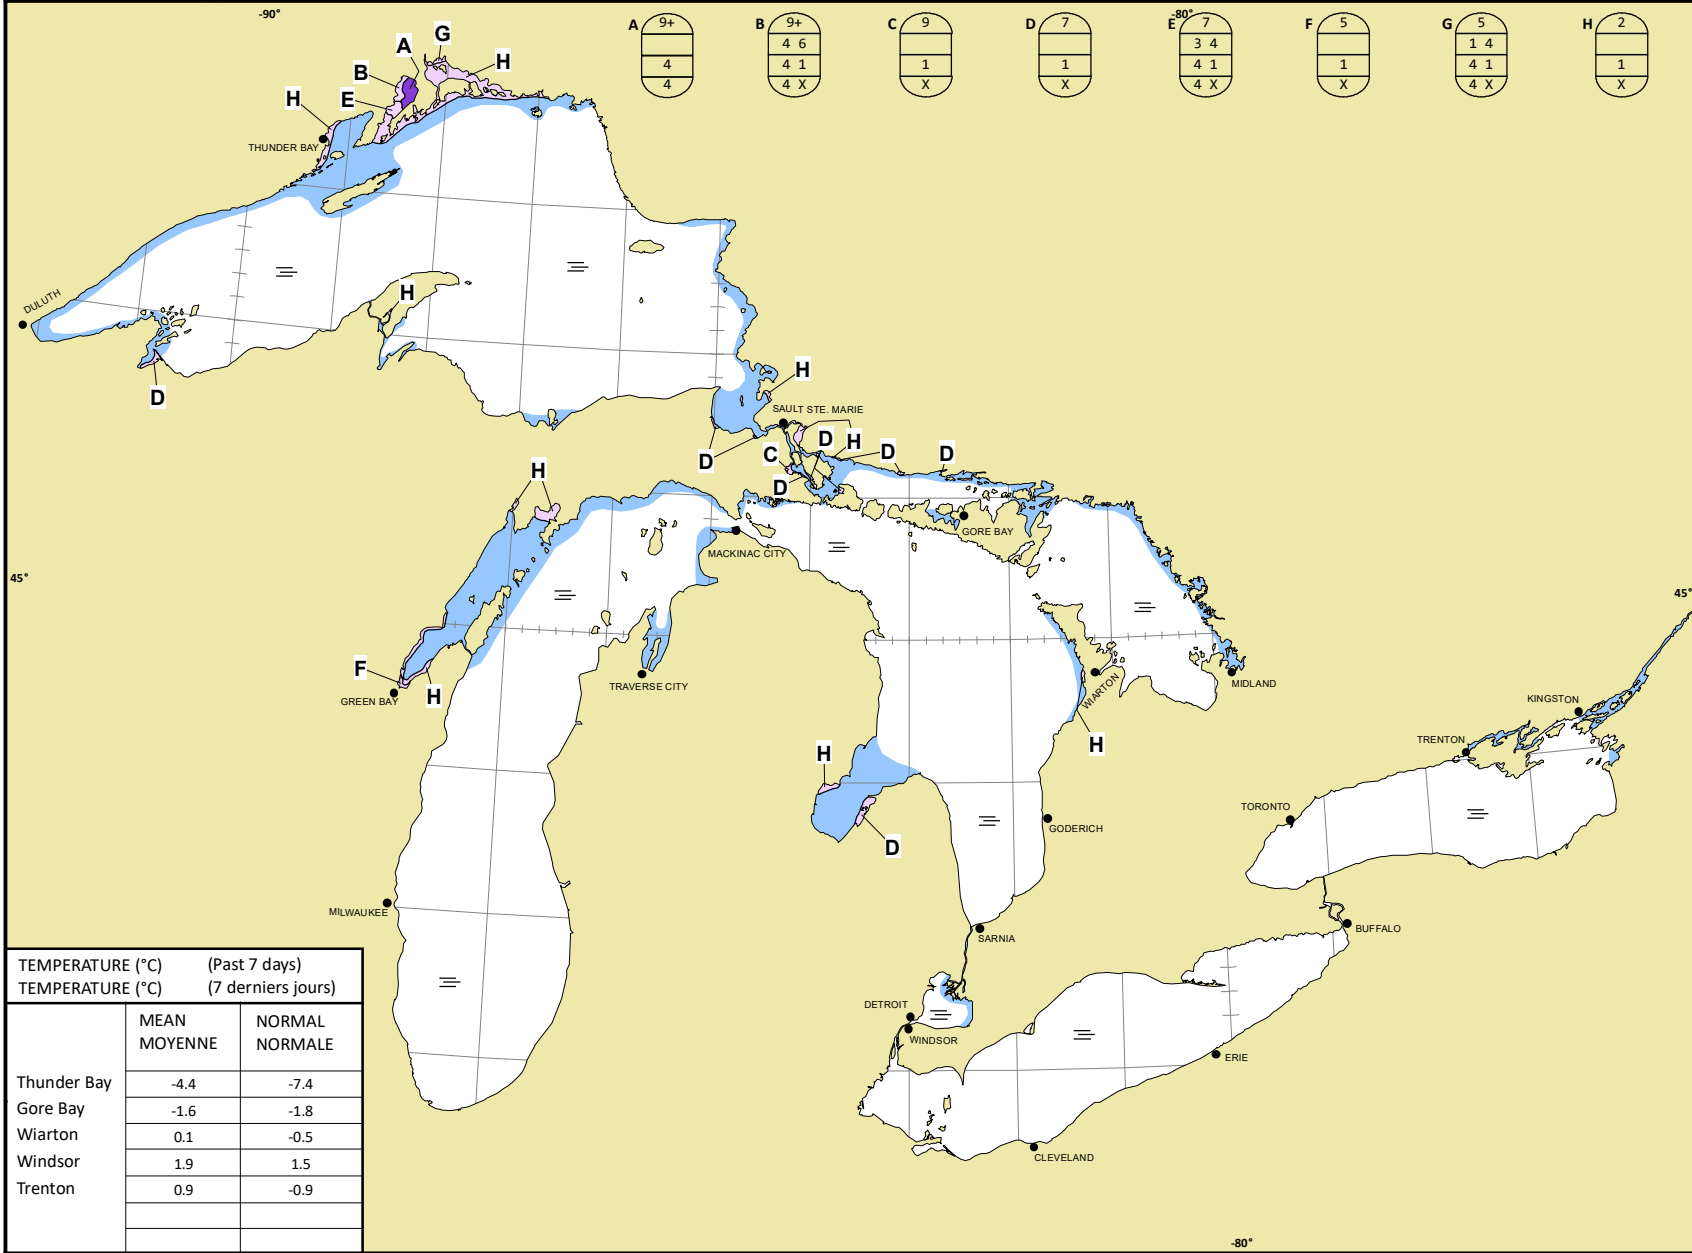 -90°
-80°
A
9+
4
4
B
9+
4 6
4 1
4 X
C
9
1
X
D
7
1
X
E
7
3 4
4 1
4 X
F
5
1
X
G
5
1 4
4 1
4 X
H
2
1
X
G
A
H
B
E
H
THUNDER BAY
H
DULUTH
D
H
SAULT STE. MARIE
D
H
D
D
D
C
D
H
GORE BAY
MACKINAC CITY
45°
45°
F
H
GREEN BAY
TRAVERSE CITY
WIARTON
MIDLAND
H
KINGSTON
TRENTON
H
TORONTO
GODERICH
D
MILWAUKEE
SARNIA
BUFFALO
DETROIT
WINDSOR
ERIE
CLEVELAND
-80°
TEMPERATURE (°C) (Past 7 days)
TEMPERATURE (°C) (7 derniers jours)
MEAN NORMAL
MOYENNE NORMALE
Thunder Bay -4.4 -7.4
Gore Bay -1.6 -1.8
Wiarton 0.1 -0.5
Windsor 1.9 1.5
Trenton 0.9 -0.9